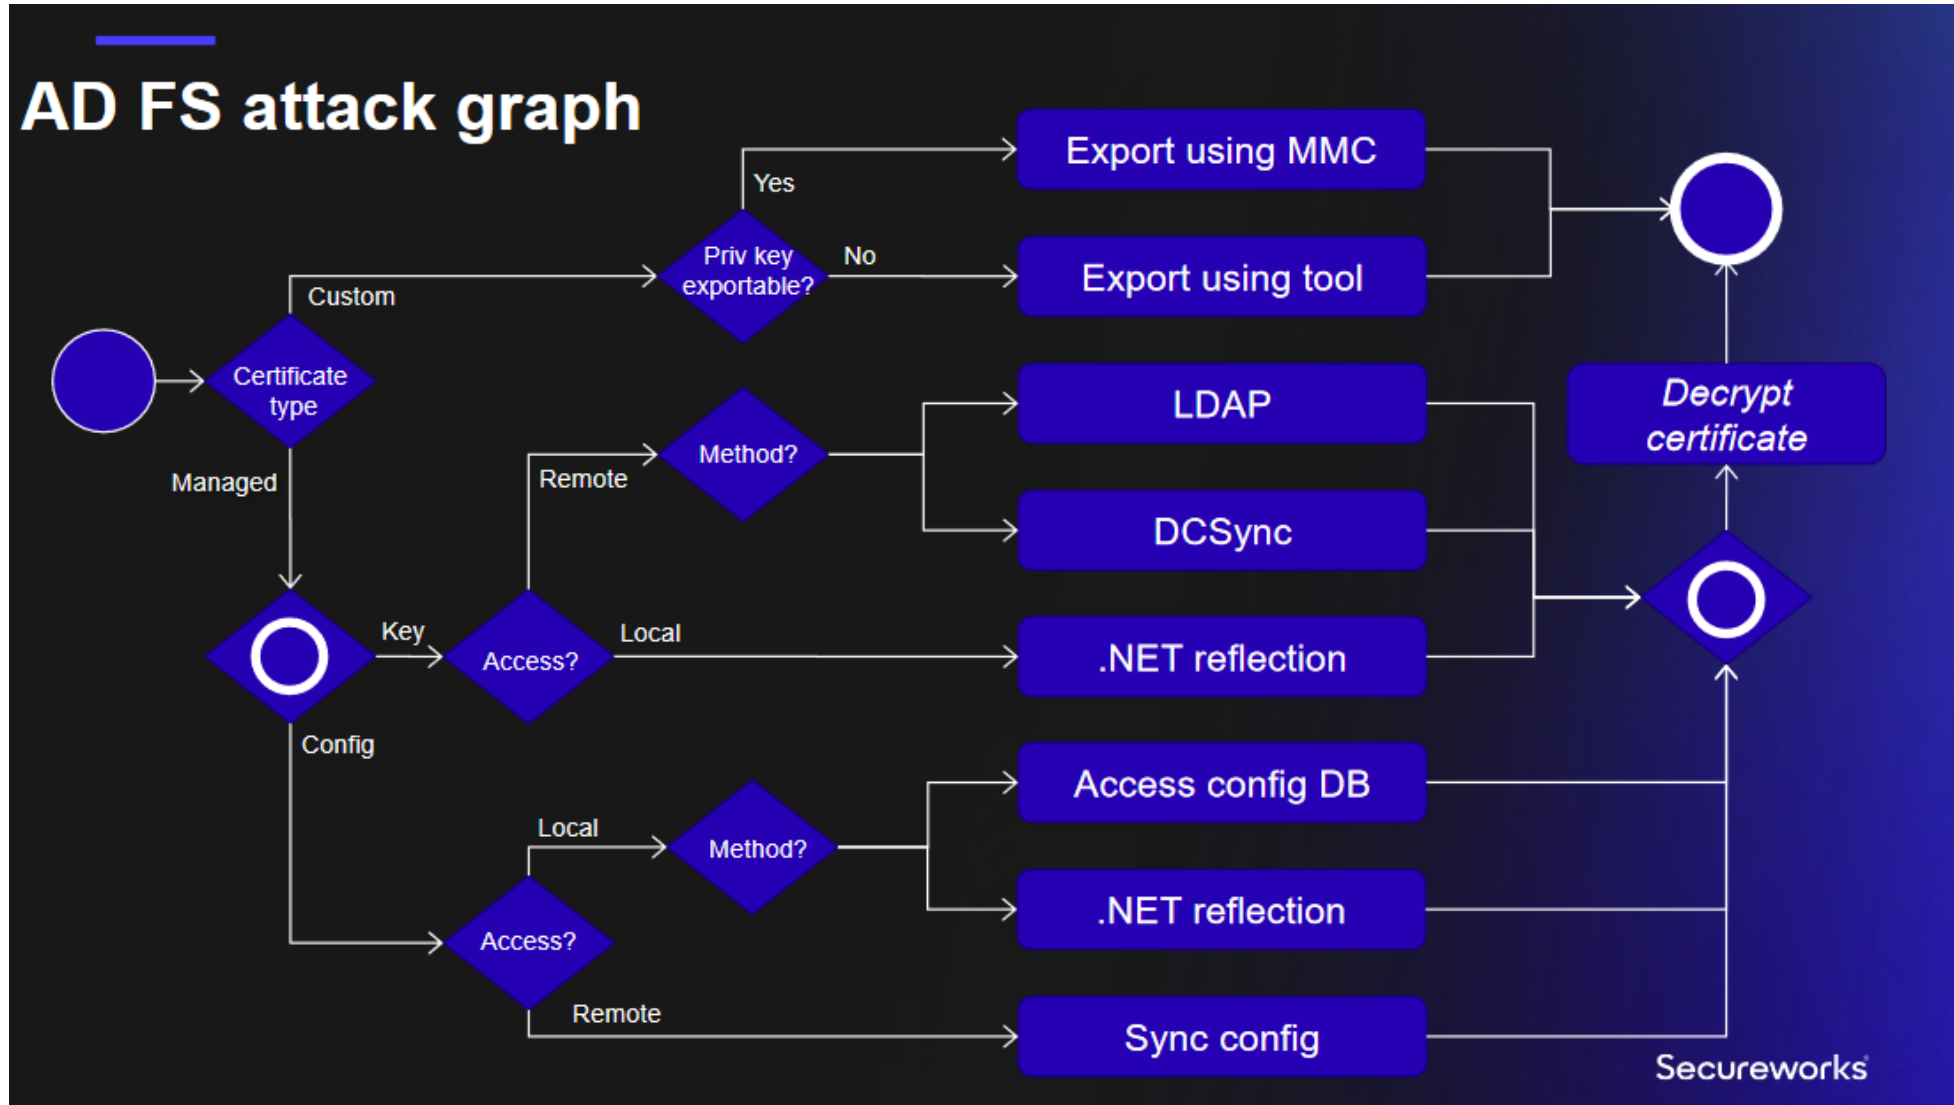 AD FS attack graph
Export using MMC
Yes
Priv key
exportable?
No
Export using tool
Custom
Certificate
type
LDAP
Decrypt
certificate
Method?
Remote
Managed
DCSync
Key
Access?
Local
.NET reflection
Config
Access config DB
Local
Method?
.NET reflection
Access?
Remote
Sync config
Secureworks